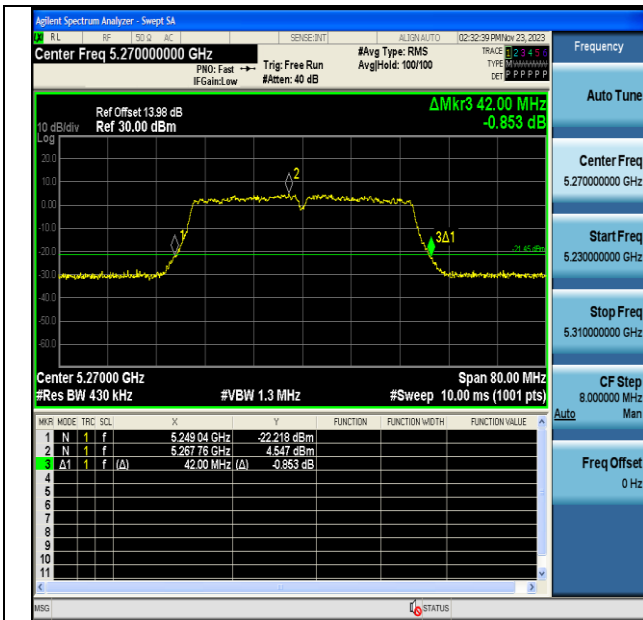 Agilent Spectrum Analyzer - Swept SA
RL RF 50 Ω AC SENSE:INT ALIGN AUTO 02:32:39 PM Nov 23, 2023
Center Freq 5.270000000 GHz
PNO: Fast
IFGain:Low
Trig: Free Run
#Atten: 40 dB
#Avg Type: RMS
Avg|Hold: 100/100
TRACE 1 2 3 4 5 6
TYPE MWWWWW
DET P P P P P P
Frequency
Auto Tune
Center Freq
5.270000000 GHz
Start Freq
5.230000000 GHz
Stop Freq
5.310000000 GHz
CF Step
8.000000 MHz
Auto Man
Freq Offset
0 Hz
ΔMkr3 42.00 MHz
-0.853 dB
Ref Offset 13.98 dB
10 dB/div Ref 30.00 dBm
Log
20.0
10.0
0.00
-10.0
-20.0
-30.0
-40.0
-50.0
-60.0
1
2
3Δ1
-21.45 dBm
Center 5.27000 GHz Span 80.00 MHz
#Res BW 430 kHz #VBW 1.3 MHz #Sweep 10.00 ms (1001 pts)
MKR MODE TRC SCL X Y FUNCTION FUNCTION WIDTH FUNCTION VALUE
1 N 1 f 5.249 04 GHz -22.218 dBm
2 N 1 f 5.267 76 GHz 4.547 dBm
3 Δ1 1 f (Δ) 42.00 MHz (Δ) -0.853 dB
4
5
6
7
8
9
10
11
MSG STATUS